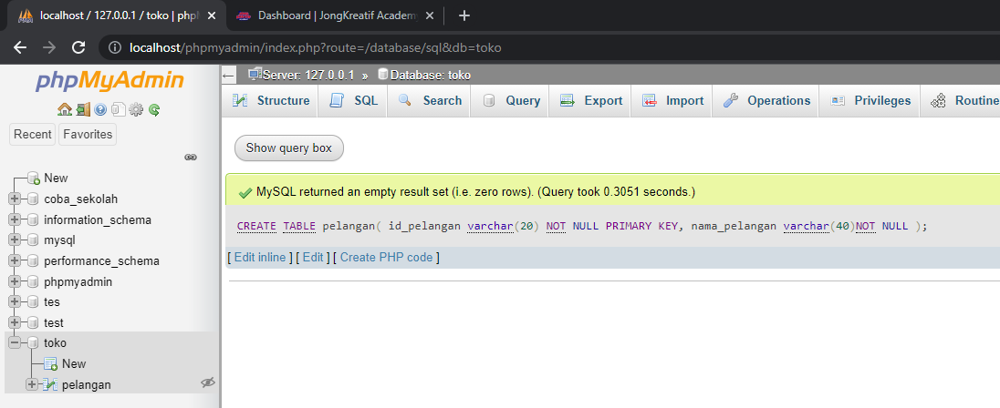 localhost / 127.0.0.1 / toko | phpl
Dashboard | JongKreatif Academy
localhost/phpmyadmin/index.php?route=/database/sql&db=toko
phpMyAdmin
Recent
Favorites
New
coba_sekolah
information_schema
mysql
performance_schema
phpmyadmin
tes
test
toko
New
pelangan
Server: 127.0.0.1 » Database: toko
Structure
SQL
Search
Query
Export
Import
Operations
Privileges
Routine
Show query box
MySQL returned an empty result set (i.e. zero rows). (Query took 0.3051 seconds.)
CREATE TABLE pelangan( id_pelangan varchar(20) NOT NULL PRIMARY KEY, nama_pelangan varchar(40)NOT NULL );
[ Edit inline ] [ Edit ] [ Create PHP code ]